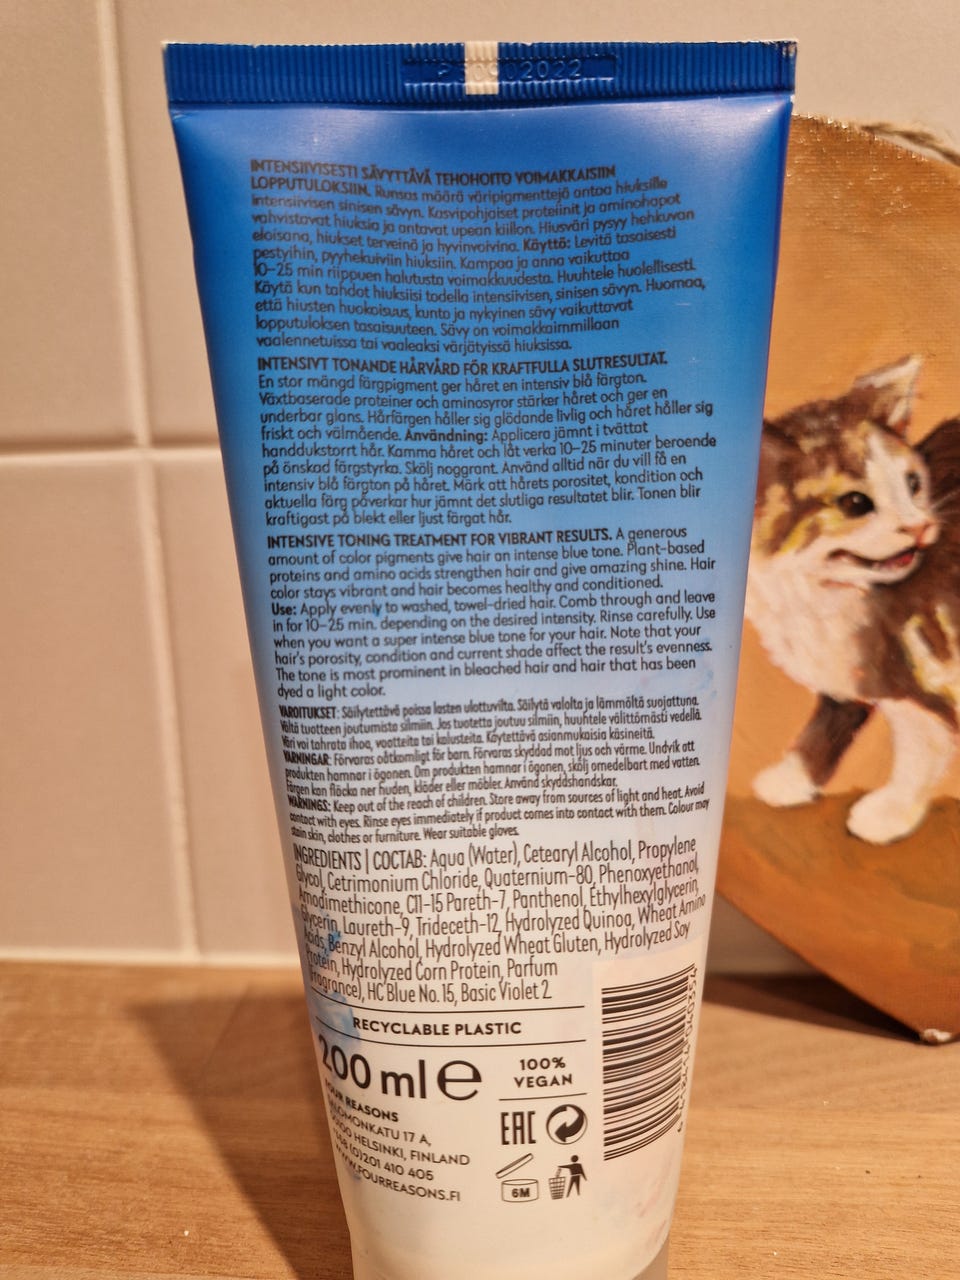 2022
INTENSIIVISESTI SÄVYTTÄVÄ TEHOHOITO VOIMAKKAISIIN
LOPPUTULOKSIIN. Runsas määrä väripigmenttejä antaa hiuksille
intensiivisen sinisen sävyn. Kasvipohjaiset proteiinit ja aminohapot
vahvistavat hiuksia ja antavat upean kiillon. Hiusväri pysyy hehkuvan
eloisana, hiukset terveinä ja hyvinvoivina. Käyttö: Levitä tasaisesti
pestyihin, pyyhekuiviin hiuksiin. Kampaa ja anna vaikuttaa
10-25 min riippuen halutusta voimakkuudesta. Huuhtele huolellisesti.
Käytä kun tahdot hiuksiisi todella intensiivisen, sinisen sävyn. Huomaa,
että hiusten huokoisuus, kunto ja nykyinen sävy vaikuttavat
lopputuloksen tasaisuuteen. Sävy on voimakkaimmillaan
vaalennetuissa tai vaaleaksi värjätyissä hiuksissa.
INTENSIVT TONANDE HÅRVÅRD FÖR KRAFTFULLA SLUTRESULTAT.
En stor mängd färgpigment ger håret en intensiv blå färgton.
Växtbaserade proteiner och aminosyror stärker håret och ger en
underbar glans. Hårfärgen håller sig glödande livlig och håret håller sig
friskt och välmående. Användning: Applicera jämnt i tvättat
handdukstorrt hår. Kamma håret och låt verka 10-25 minuter beroende
på önskad färgstyrka. Skölj noggrant. Använd alltid när du vill få en
intensiv blå färgton på håret. Märk att hårets porositet, kondition och
aktuella färg påverkar hur jämnt det slutliga resultatet blir. Tonen blir
kraftigast på blekt eller ljust färgat hår.
INTENSIVE TONING TREATMENT FOR VIBRANT RESULTS. A generous
amount of color pigments give hair an intense blue tone. Plant-based
proteins and amino acids strengthen hair and give amazing shine. Hair
color stays vibrant and hair becomes healthy and conditioned.
Use: Apply evenly to washed, towel-dried hair. Comb through and leave
in for 10-25 min. depending on the desired intensity. Rinse carefully. Use
when you want a super intense blue tone for your hair. Note that your
hair's porosity, condition and current shade affect the result's evenness.
The tone is most prominent in bleached hair and hair that has been
dyed a light color.
VAROITUKSET: Säilytettävä poissa lasten ulottuvilta. Säilytä valolta ja lämmöltä suojattuna.
Vältä tuotteen joutumista silmiin. Jos tuotetta joutuu silmiin, huuhtele välittömästi vedellä.
Väri voi tahrata ihoa, vaatteita tai kalusteita. Käytettävä asianmukaisia käsineitä.
VARNINGAR: Förvaras oåtkomligt för barn. Förvaras skyddad mot ljus och värme. Undvik att
produkten hamnar i ögonen. Om produkten hamnar i ögonen, skölj omedelbart med vatten.
Färgen kan fläcka ner huden, kläder eller möbler. Använd skyddshandskar.
WARNINGS: Keep out of the reach of children. Store away from sources of light and heat. Avoid
contact with eyes. Rinse eyes immediately if product comes into contact with them. Colour may
stain skin, clothes or furniture. Wear suitable gloves.
INGREDIENTS | СОСТАВ: Aqua (Water), Cetearyl Alcohol, Propylene
Glycol, Cetrimonium Chloride, Quaternium-80, Phenoxyethanol,
Amodimethicone, C11-15 Pareth-7, Panthenol, Ethylhexylglycerin,
Glycerin, Laureth-9, Trideceth-12, Hydrolyzed Quinoa, Wheat Amino
Acids, Benzyl Alcohol, Hydrolyzed Wheat Gluten, Hydrolyzed Soy
Protein, Hydrolyzed Corn Protein, Parfum
(Fragrance), HC Blue No. 15, Basic Violet 2
RECYCLABLE PLASTIC
200 ml e
100%
VEGAN
FOUR REASONS
17 A,
HELSINKI, FINLAND
(0)201 410 406
WWW.FOURREASONS.FI
EAC
6M